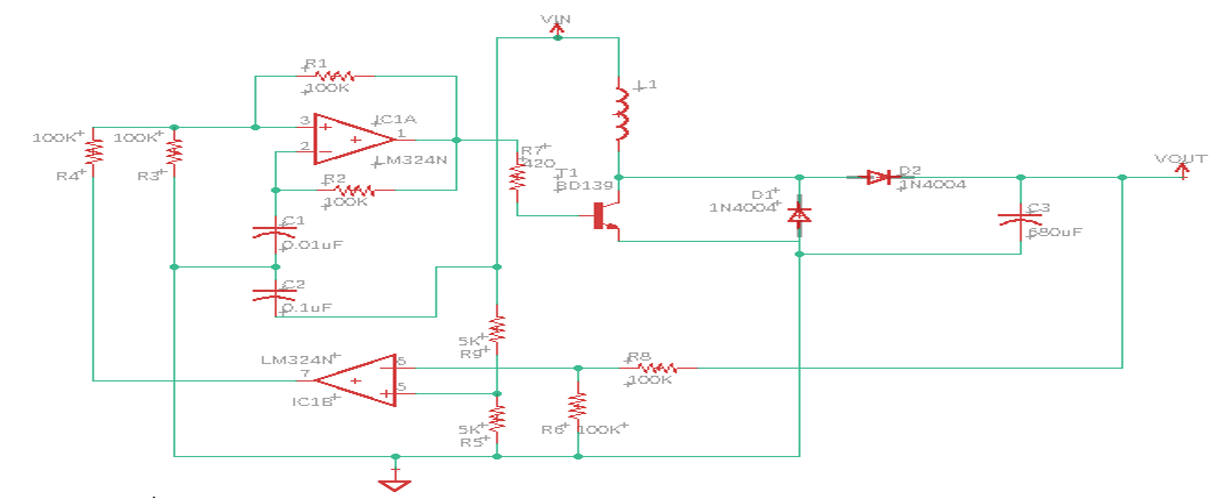 VIN
R1
100K
L1
100K
100K
3
IC1A
1
2
LM324N
R4
R3
R7
420
R2
100K
T1
BD139
D2
1N4004
VOUT
D1
1N4004
C1
0.01uF
C3
680uF
C2
0.1uF
5K
R9
LM324N
6
7
5
IC1B
R8
100K
5K
R5
R6
100K